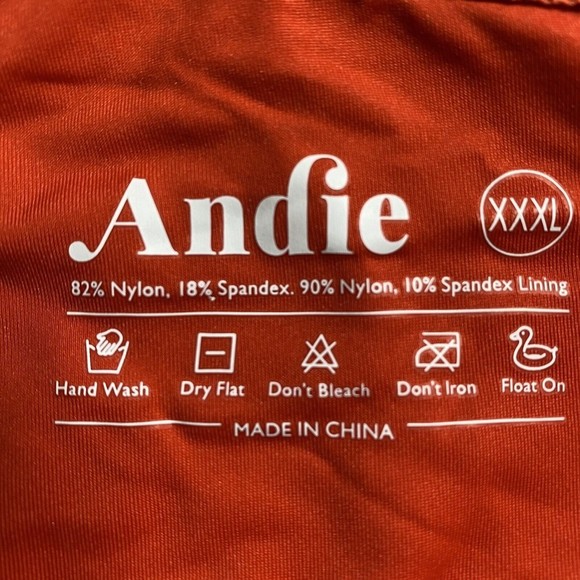 Andie XXXL
82% Nylon, 18% Spandex. 90% Nylon, 10% Spandex Lining
Hand Wash Dry Flat Don't Bleach Don't Iron Float On
MADE IN CHINA